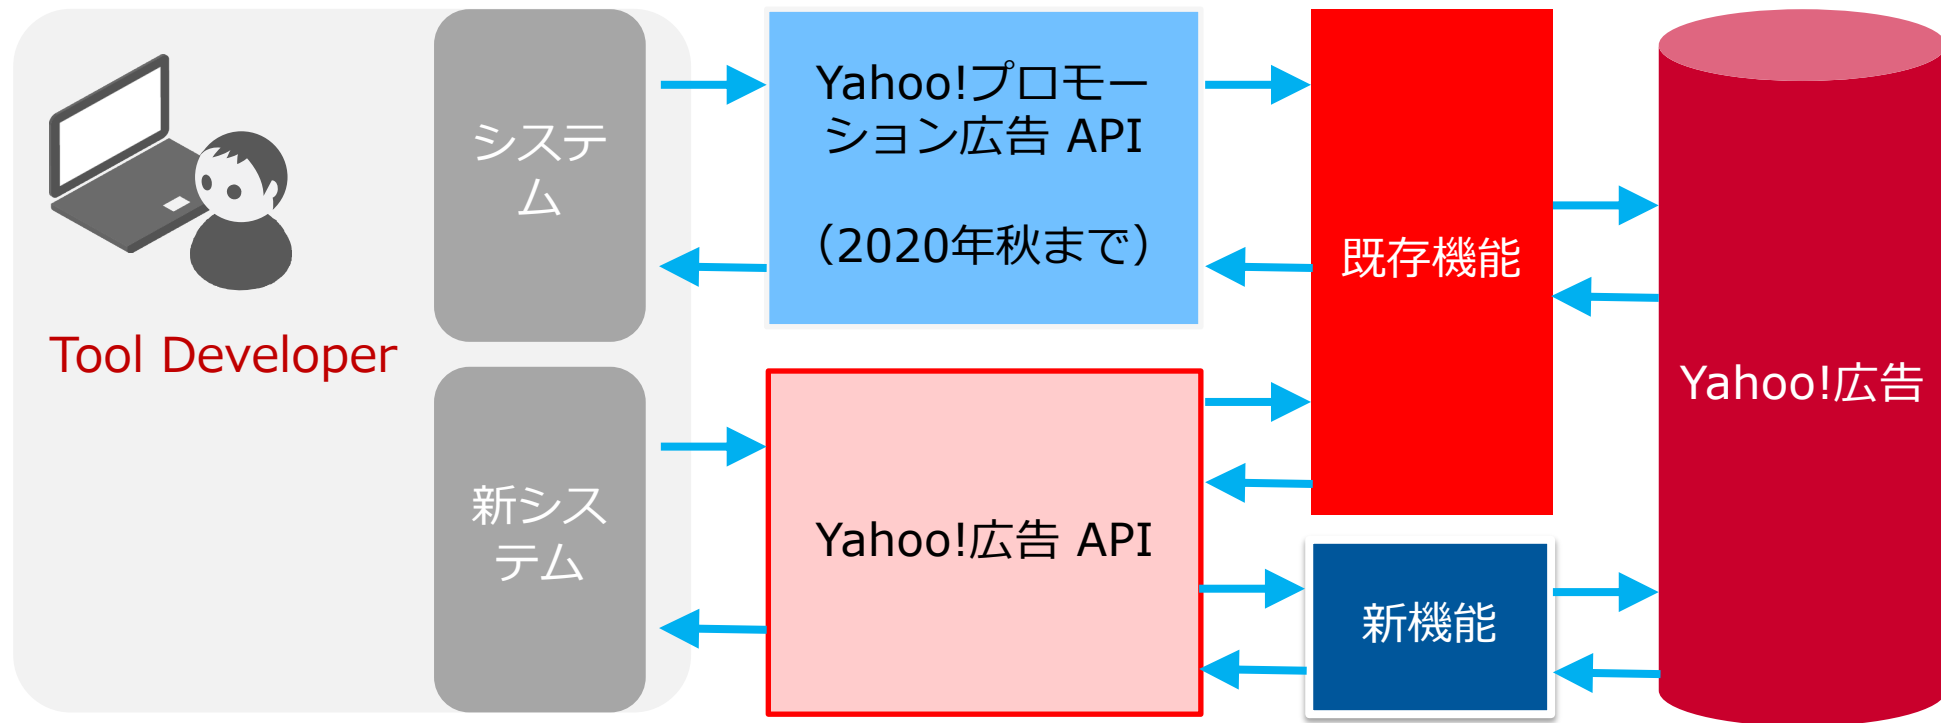 システ
ム
Yahoo!プロモー
ション広告 API
（2020年秋まで）
既存機能
Yahoo!広告
Tool Developer
新シス
テム
Yahoo!広告 API
新機能